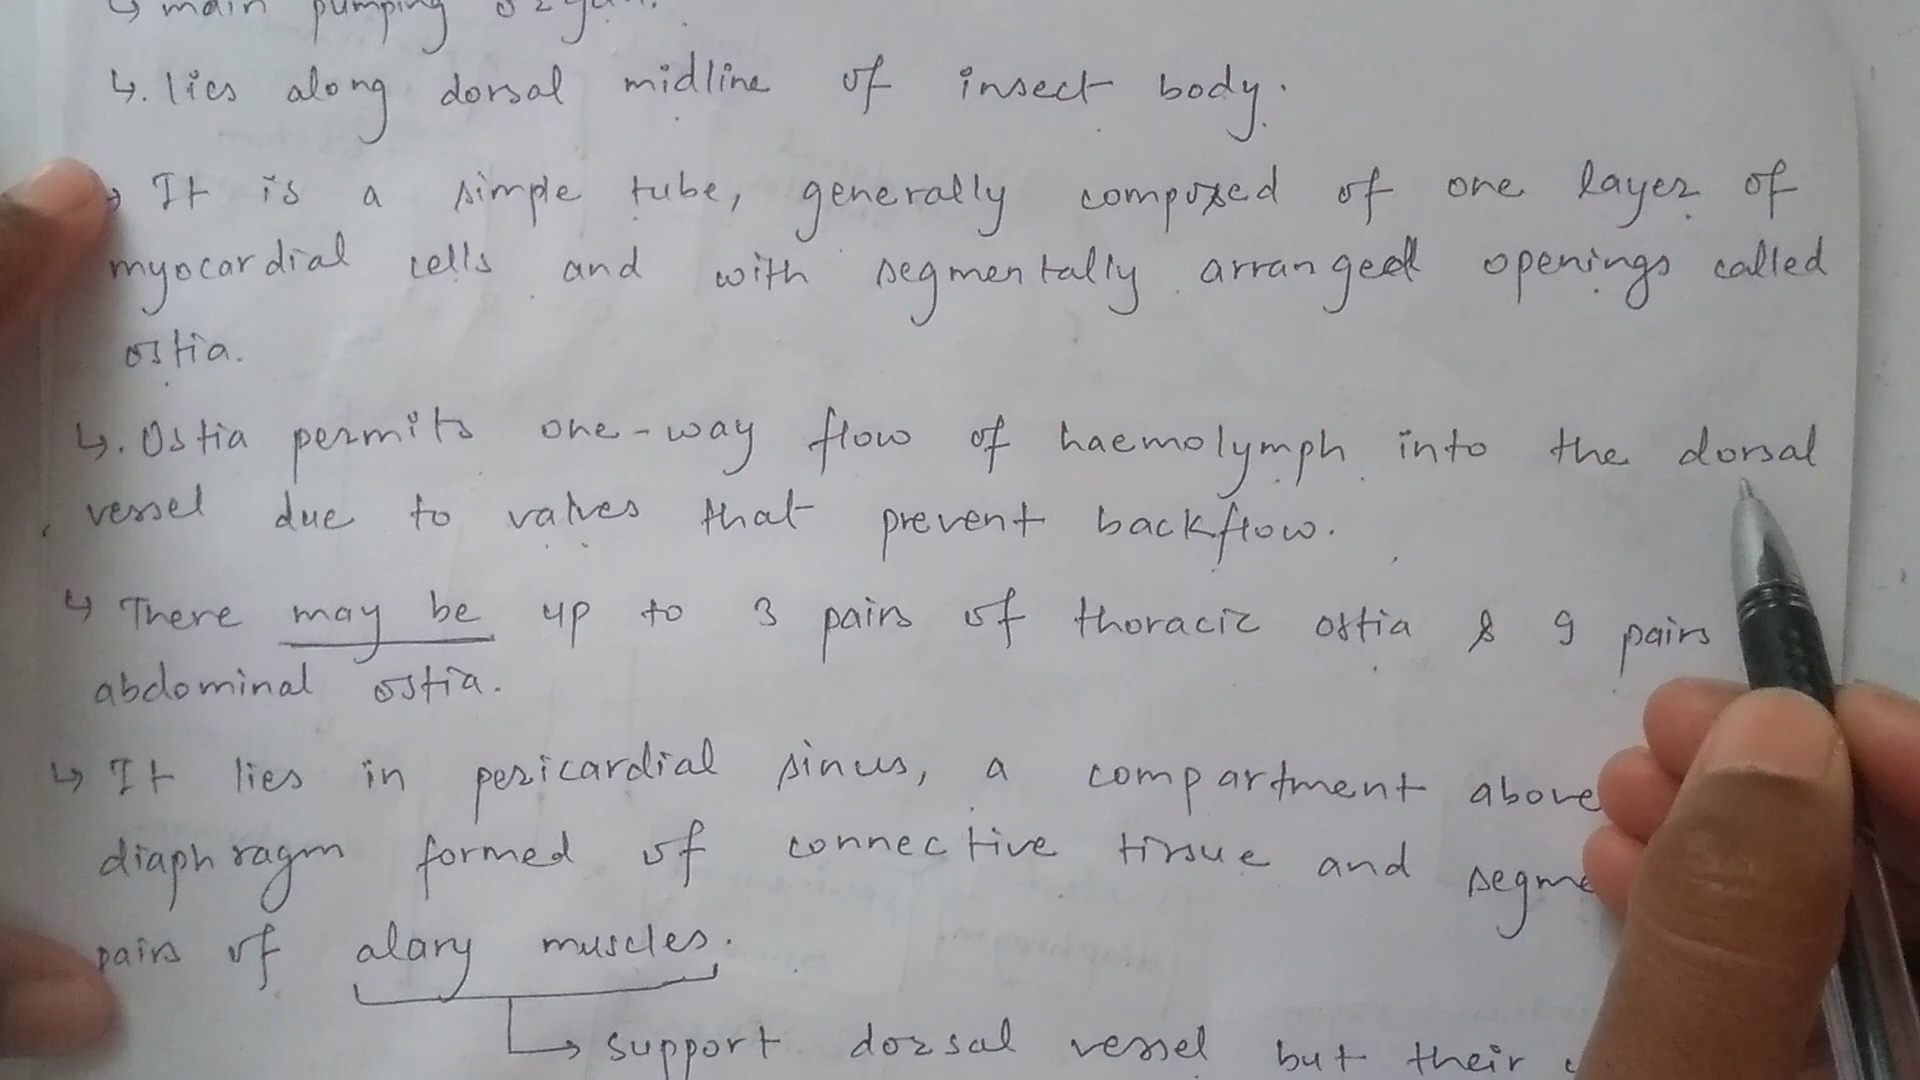 ↳ main pumping organ.
↳. lies along dorsal midline of insect body.
↳ It is a simple tube, generally composed of one layer of
myocardial cells and with segmentally arranged openings called
ostia.
↳. Ostia permits one-way flow of haemolymph into the dorsal
vessel due to valves that prevent backflow.
↳ There may be up to 3 pairs of thoracic ostia & 9 pairs
abdominal ostia.
↳ It lies in pericardial sinus, a compartment above
diaphragm formed of connective tissue and segme
pairs of alary muscles.
↳ support dorsal vessel but their